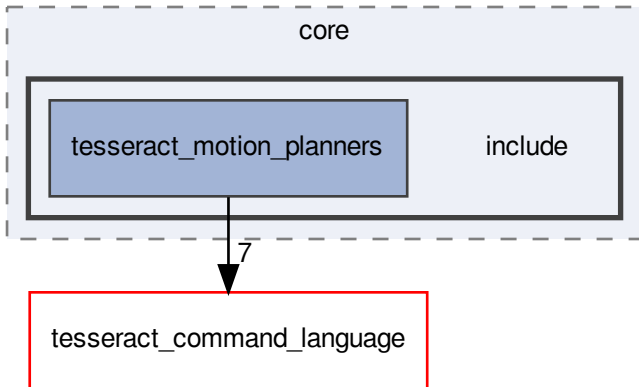 core
tesseract_motion_planners
include
7
tesseract_command_language